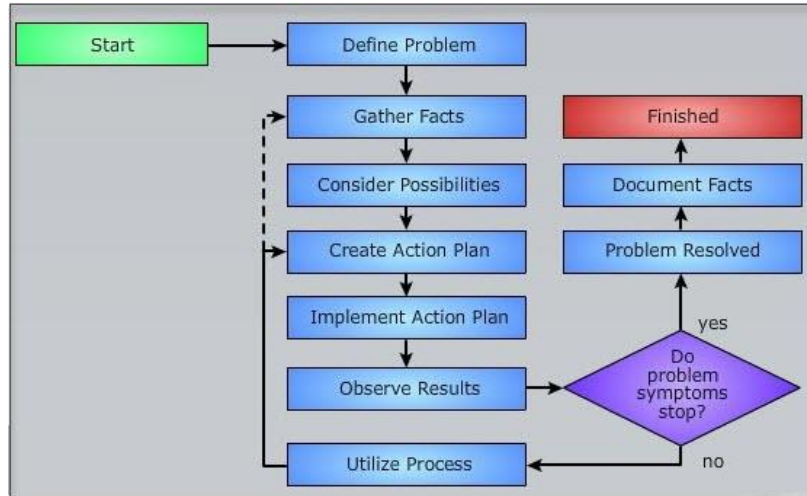 Start
Define Problem
Gather Facts
Finished
Consider Possibilities
Document Facts
Create Action Plan
Problem Resolved
Implement Action Plan
yes
Do
problem
symptoms
stop?
Observe Results
Utilize Process
no